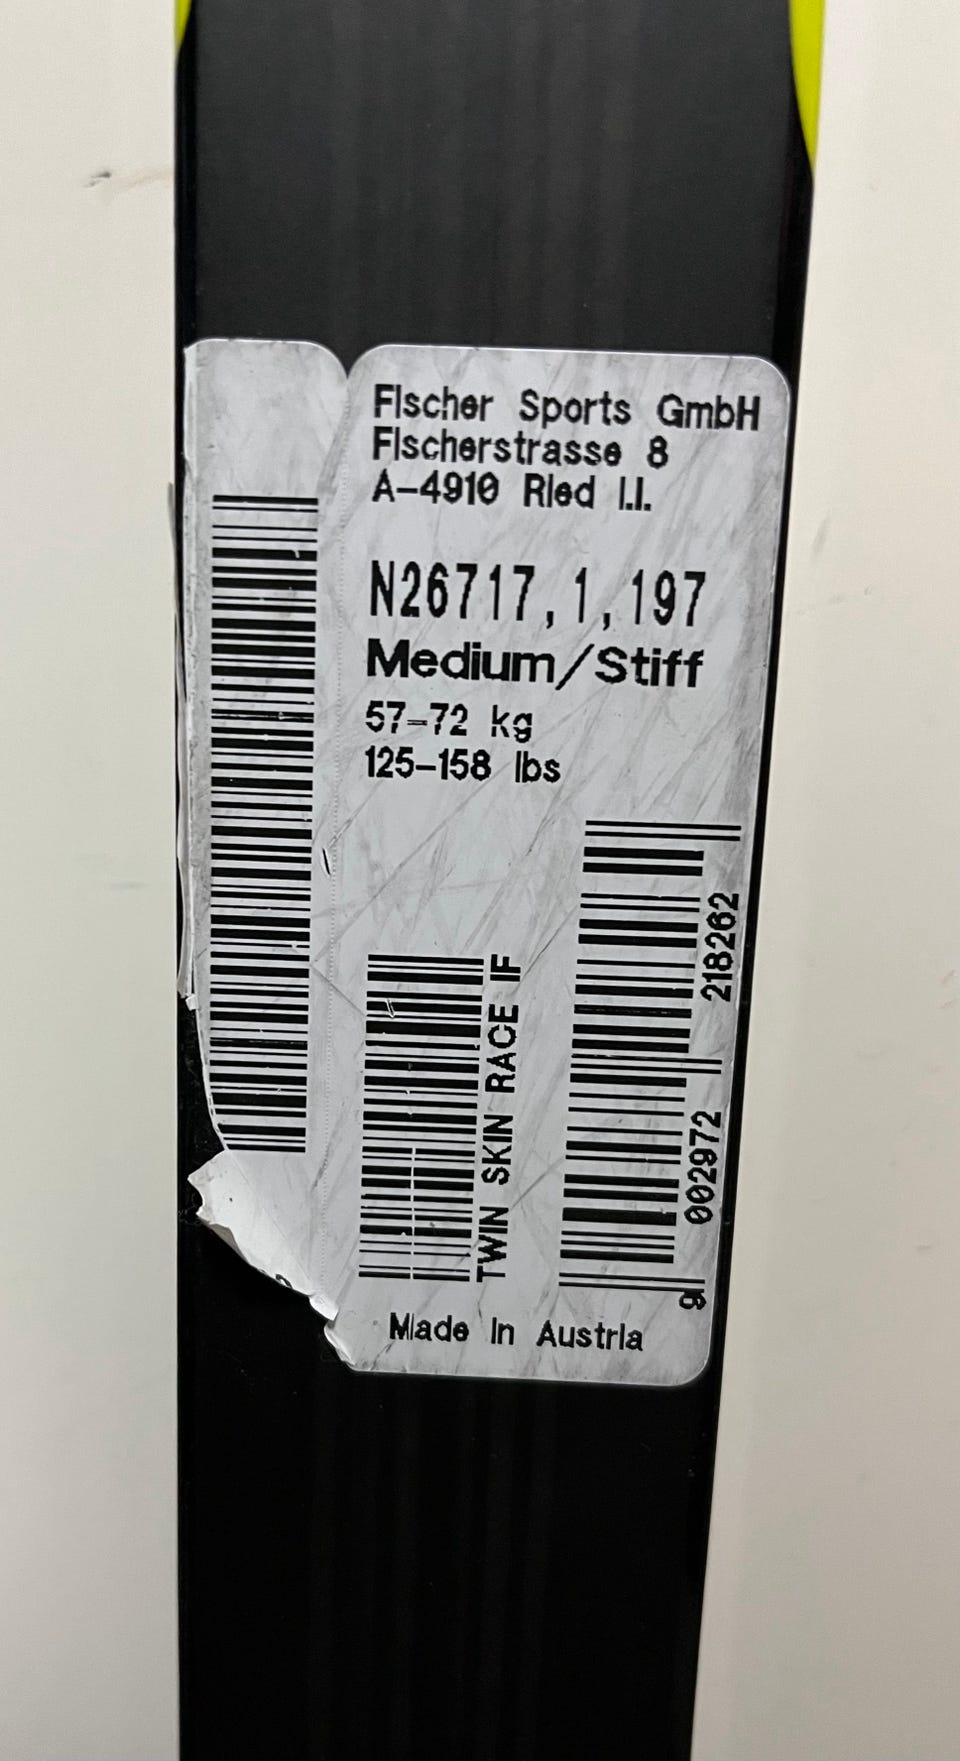 Fischer Sports GmbH
Fischerstrasse 8
A-4910 Ried I.I.
N26717,1,197
Medium/Stiff
57-72 kg
125-158 lbs
TWIN SKIN RACE IF
9 002972 218262
Made In Austria